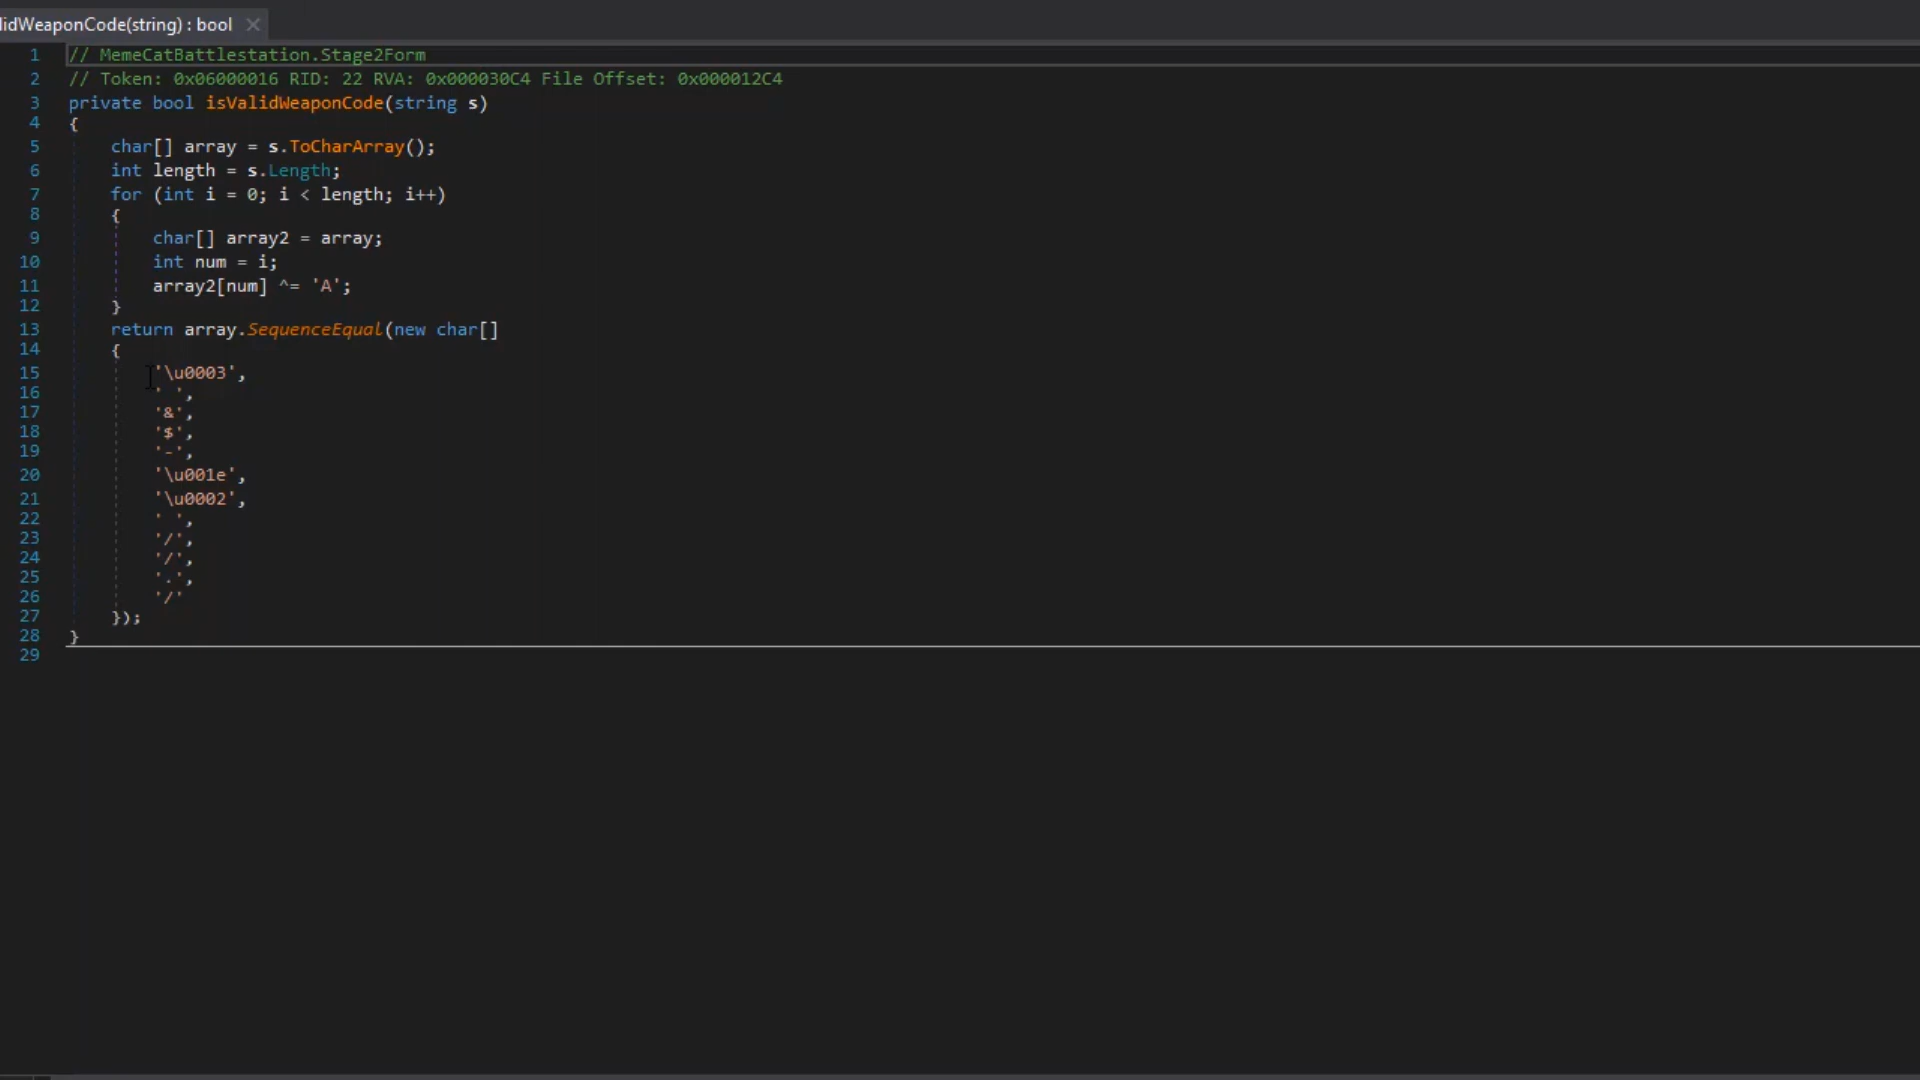 lidWeaponCode(string) : bool ×
1 // MemeCatBattlestation.Stage2Form
2 // Token: 0x06000016 RID: 22 RVA: 0x000030C4 File Offset: 0x000012C4
3 private bool isValidWeaponCode(string s)
4 {
5 char[] array = s.ToCharArray();
6 int length = s.Length;
7 for (int i = 0; i < length; i++)
8 {
9 char[] array2 = array;
10 int num = i;
11 array2[num] ^= 'A';
12 }
13 return array.SequenceEqual(new char[]
14 {
15 '\u0003',
16 ' ',
17 '&',
18 '$',
19 '-',
20 '\u001e',
21 '\u0002',
22 ' ',
23 '/',
24 '/',
25 '.',
26 '/'
27 });
28 }
29